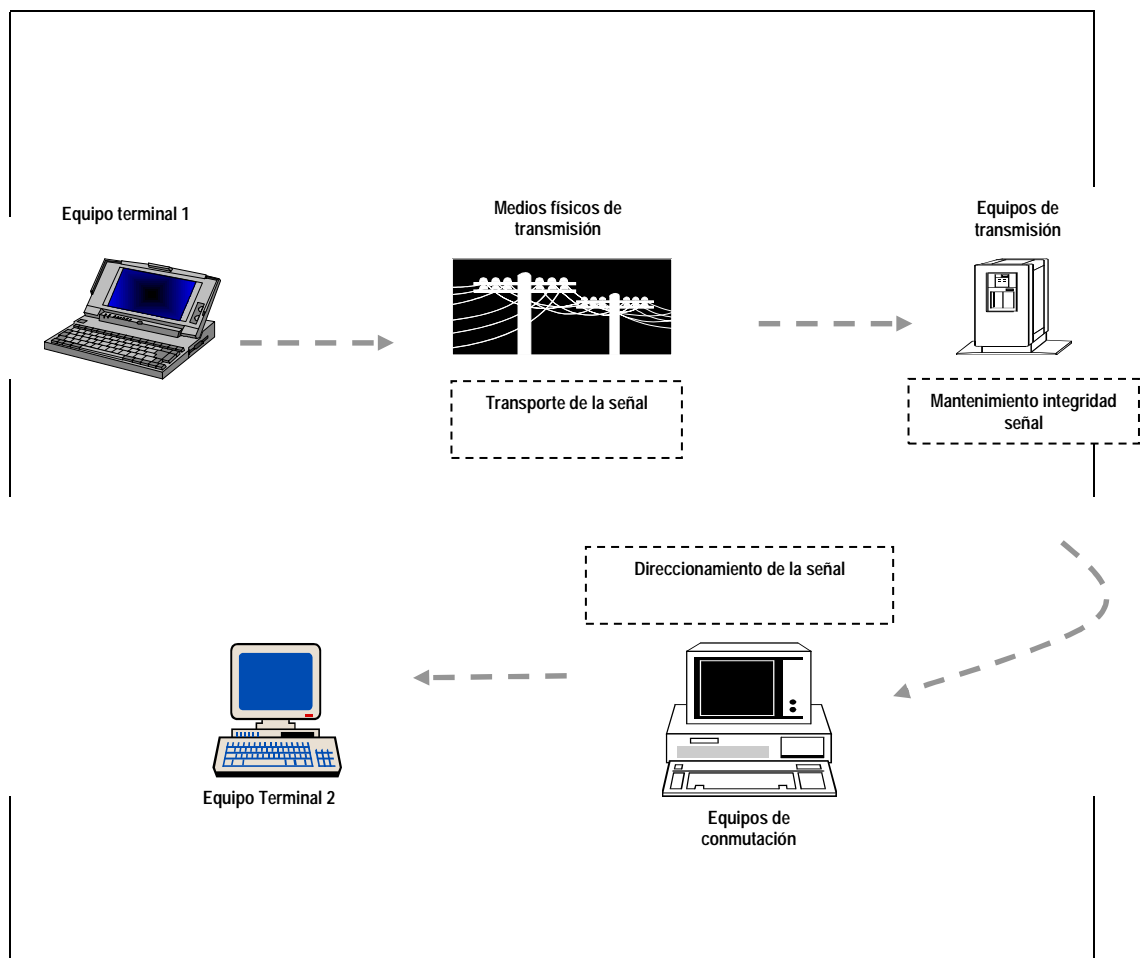 Equipo terminal 1
Medios físicos de
transmisión
Equipos de
transmisión
Transporte de la señal
Mantenimiento integridad
señal
Direccionamiento de la señal
Equipo Terminal 2
Equipos de
conmutación